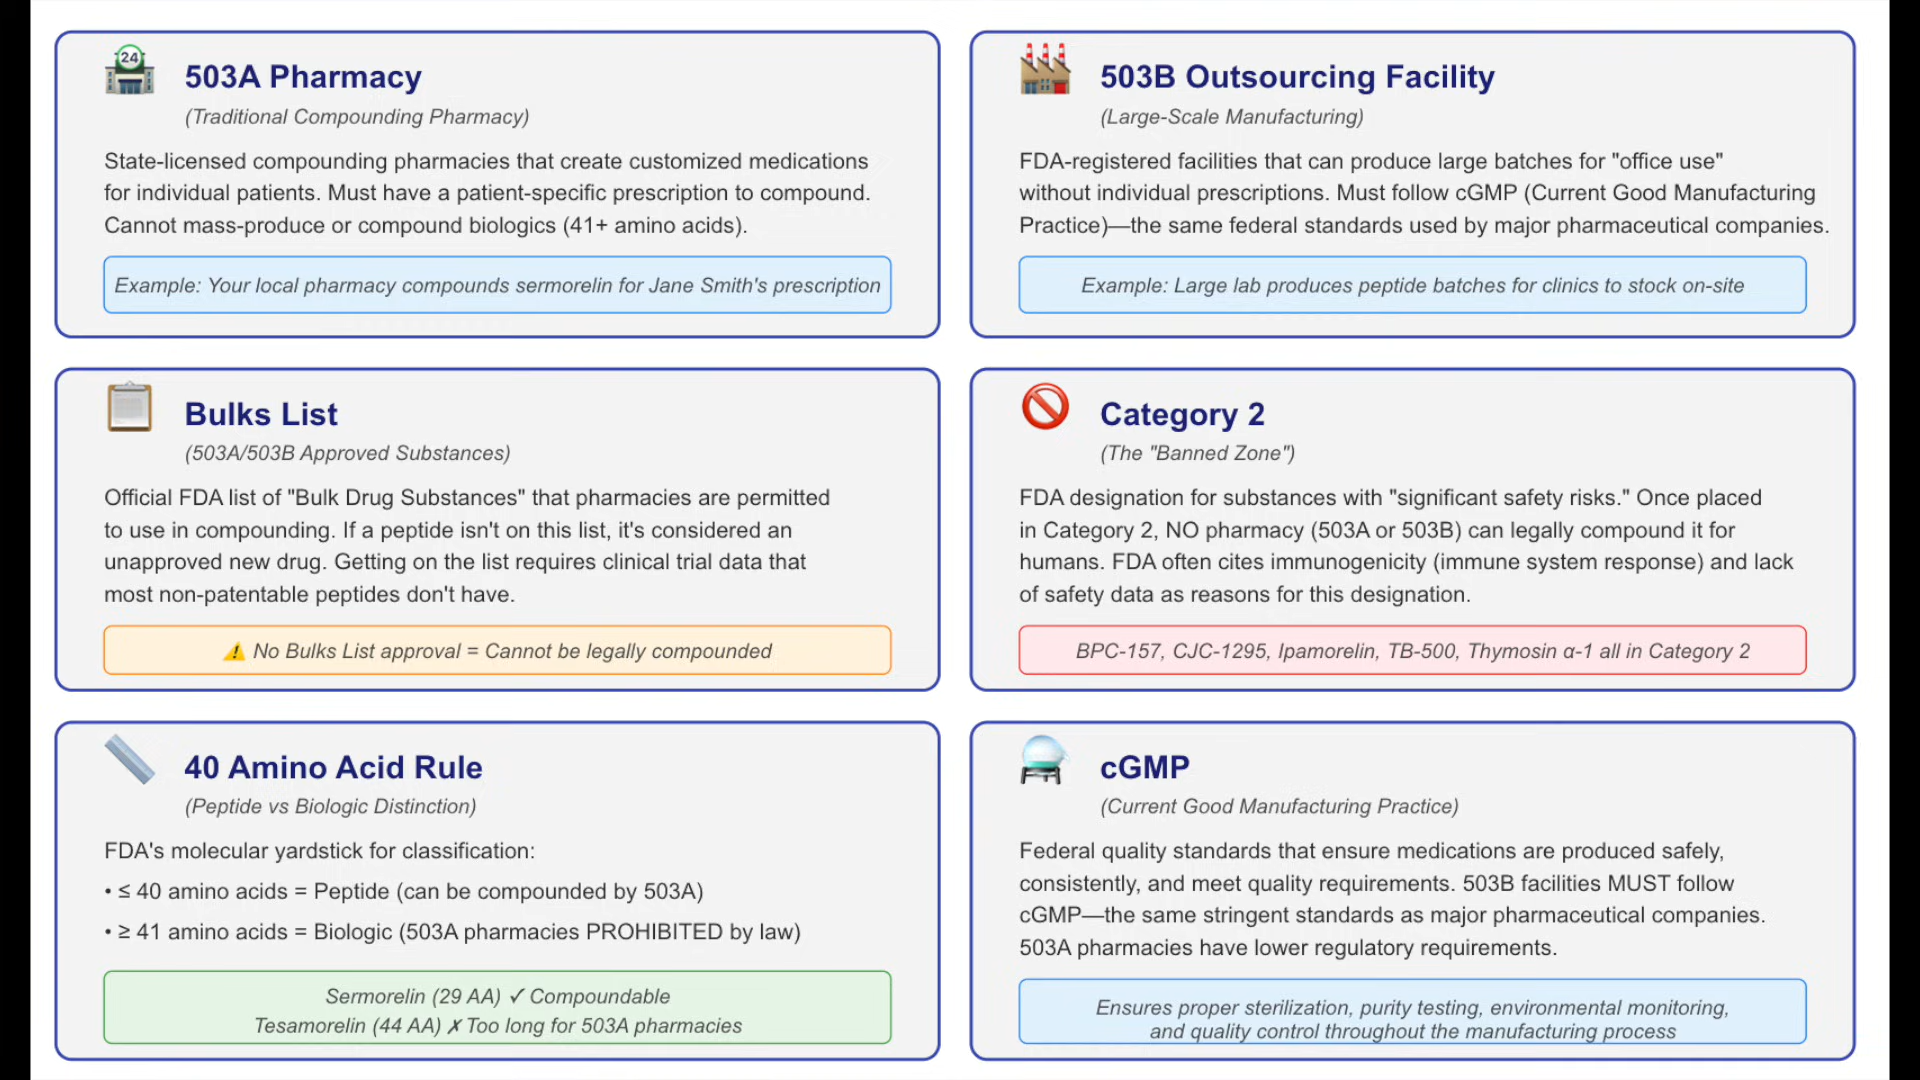 24
503A Pharmacy
(Traditional Compounding Pharmacy)
State-licensed compounding pharmacies that create customized medications
for individual patients. Must have a patient-specific prescription to compound.
Cannot mass-produce or compound biologics (41+ amino acids).
Example: Your local pharmacy compounds sermorelin for Jane Smith's prescription
503B Outsourcing Facility
(Large-Scale Manufacturing)
FDA-registered facilities that can produce large batches for "office use"
without individual prescriptions. Must follow cGMP (Current Good Manufacturing
Practice)—the same federal standards used by major pharmaceutical companies.
Example: Large lab produces peptide batches for clinics to stock on-site
Bulks List
(503A/503B Approved Substances)
Official FDA list of "Bulk Drug Substances" that pharmacies are permitted
to use in compounding. If a peptide isn't on this list, it's considered an
unapproved new drug. Getting on the list requires clinical trial data that
most non-patentable peptides don't have.
⚠️ No Bulks List approval = Cannot be legally compounded
Category 2
(The "Banned Zone")
FDA designation for substances with "significant safety risks." Once placed
in Category 2, NO pharmacy (503A or 503B) can legally compound it for
humans. FDA often cites immunogenicity (immune system response) and lack
of safety data as reasons for this designation.
BPC-157, CJC-1295, Ipamorelin, TB-500, Thymosin α-1 all in Category 2
40 Amino Acid Rule
(Peptide vs Biologic Distinction)
FDA's molecular yardstick for classification:
• ≤ 40 amino acids = Peptide (can be compounded by 503A)
• ≥ 41 amino acids = Biologic (503A pharmacies PROHIBITED by law)
Sermorelin (29 AA) ✓ Compoundable
Tesamorelin (44 AA) ✗ Too long for 503A pharmacies
cGMP
(Current Good Manufacturing Practice)
Federal quality standards that ensure medications are produced safely,
consistently, and meet quality requirements. 503B facilities MUST follow
cGMP—the same stringent standards as major pharmaceutical companies.
503A pharmacies have lower regulatory requirements.
Ensures proper sterilization, purity testing, environmental monitoring,
and quality control throughout the manufacturing process